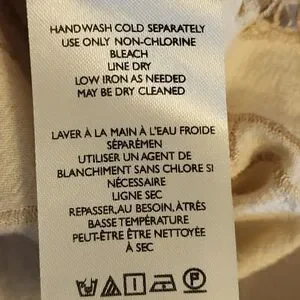 HAND WASH COLD SEPARATELY
USE ONLY NON-CHLORINE
BLEACH
LINE DRY
LOW IRON AS NEEDED
MAY BE DRY CLEANED
LAVER À LA MAIN À L'EAU FROIDE
SÉPARÉMEN
UTILISER UN AGENT DE
BLANCHIMENT SANS CHLORE SI
NÉCESSAIRE
LIGNE SEC
REPASSER, AU BESOIN, À TRÈS
BASSE TEMPÉRATURE
PEUT-ÊTRE ÊTRE NETTOYÉE
À SEC
P